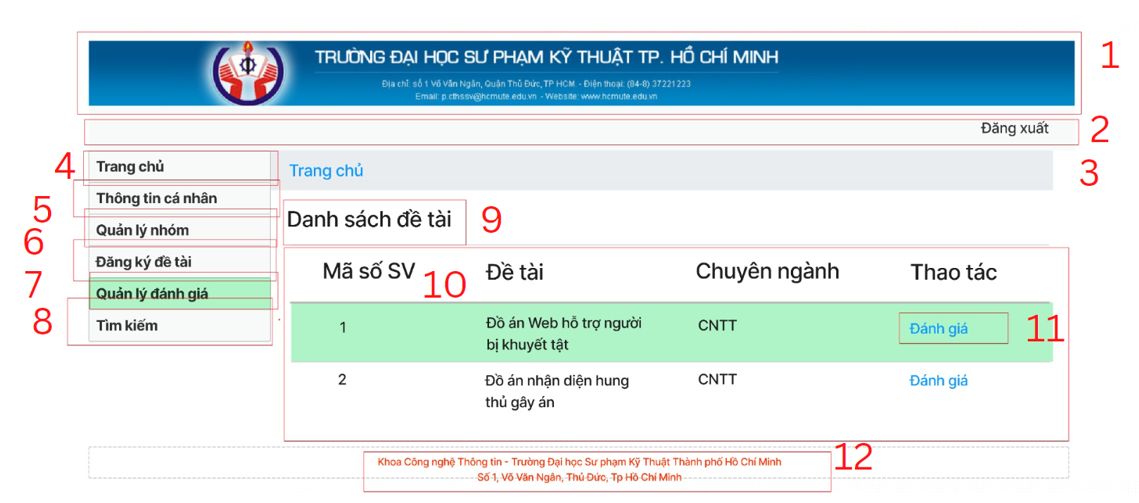 TRƯỜNG ĐẠI HỌC SƯ PHẠM KỸ THUẬT TP. HỒ CHÍ MINH
1
Địa chỉ: số 1 Võ Văn Ngân, Quận Thủ Đức, TP HCM. - Điện thoại: (84-8) 37221223
Email: p.cthssv@hcmute.edu.vn - Website: www.hcmute.edu.vn
Đăng xuất
2
4
Trang chủ
Trang chủ
3
5
Thông tin cá nhân
Danh sách đề tài
9
6
Quản lý nhóm
Đăng ký đề tài
7
Quản lý đánh giá
8
Tìm kiếm
Mã số SV 10 Đề tài Chuyên ngành Thao tác
1 Đồ án Web hỗ trợ người CNTT Đánh giá 11
bị khuyết tật
2 Đồ án nhận diện hung CNTT Đánh giá
thủ gây án
12
Khoa Công nghệ Thông tin - Trường Đại học Sư phạm Kỹ Thuật Thành phố Hồ Chí Minh
Số 1, Võ Văn Ngân, Thủ Đức, Tp Hồ Chí Minh